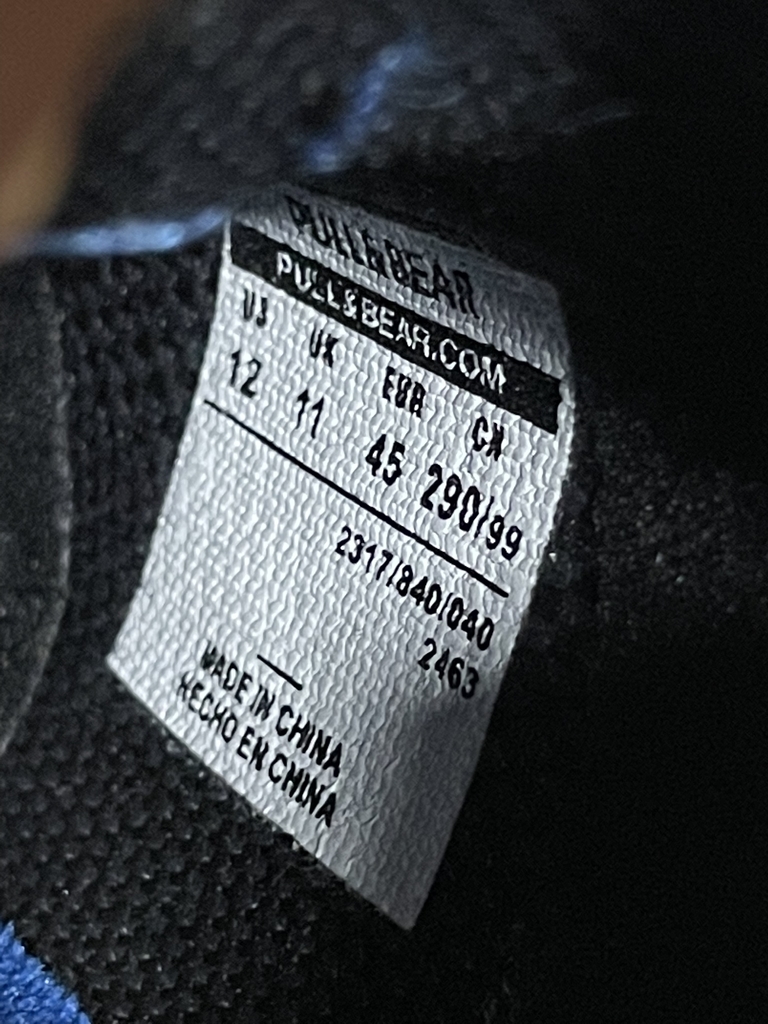 PULL&BEAR
PULL&BEAR.COM
US UK EUR CN
12 11 45 290/99
2317/840/040
2463
MADE IN CHINA
HECHO EN CHINA